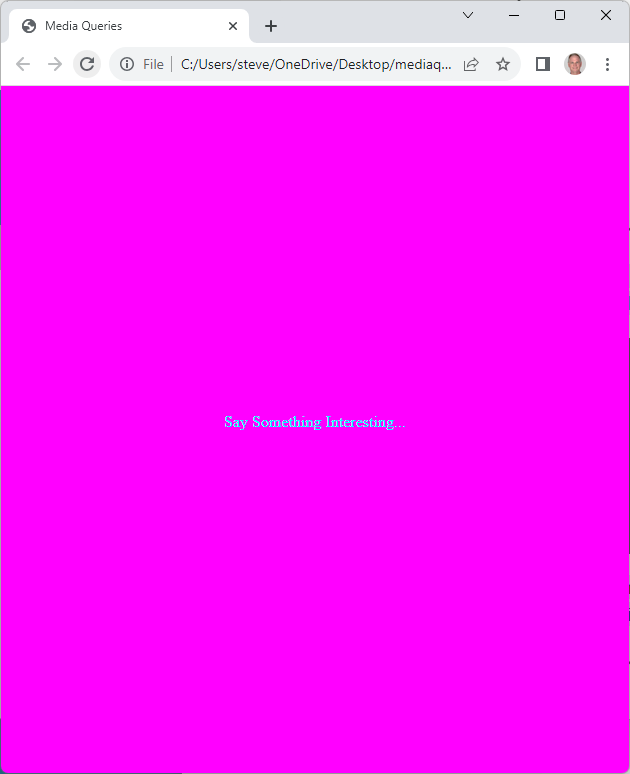 Media Queries
File C:/Users/steve/OneDrive/Desktop/mediaq...
Say Something Interesting...